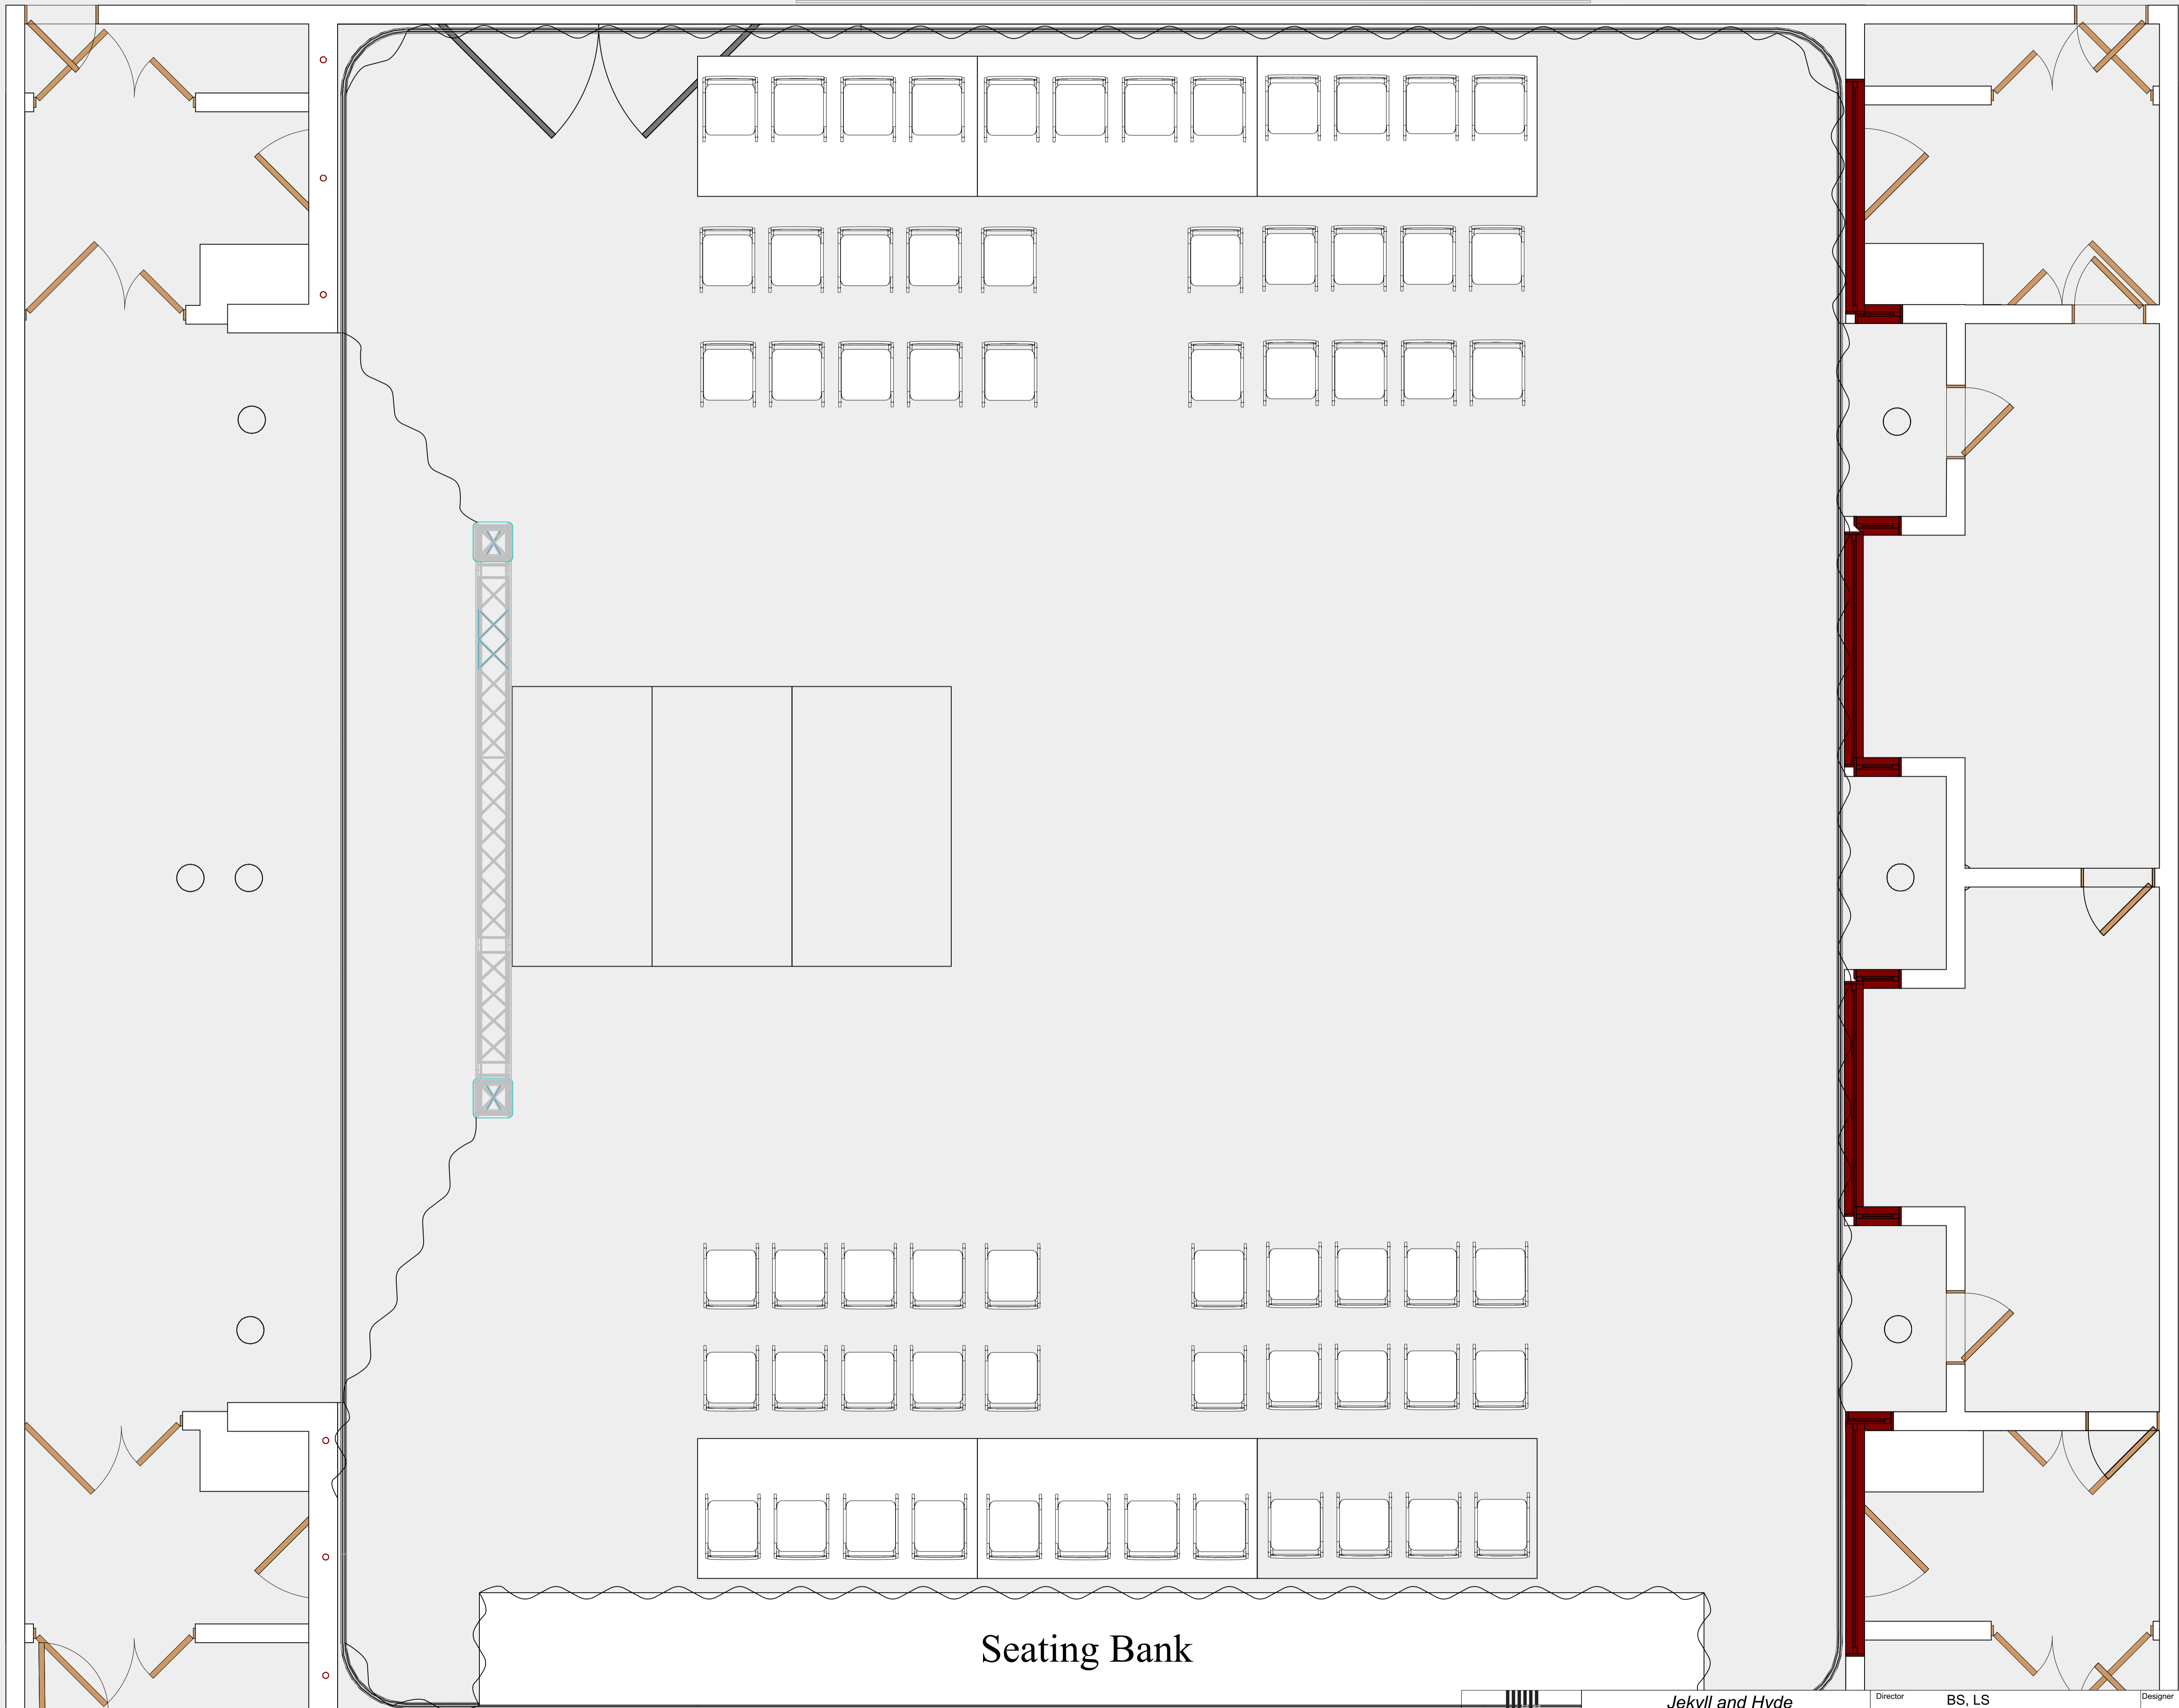 Seating Bank
Jekyll and Hyde
Director
BS, LS
Designer